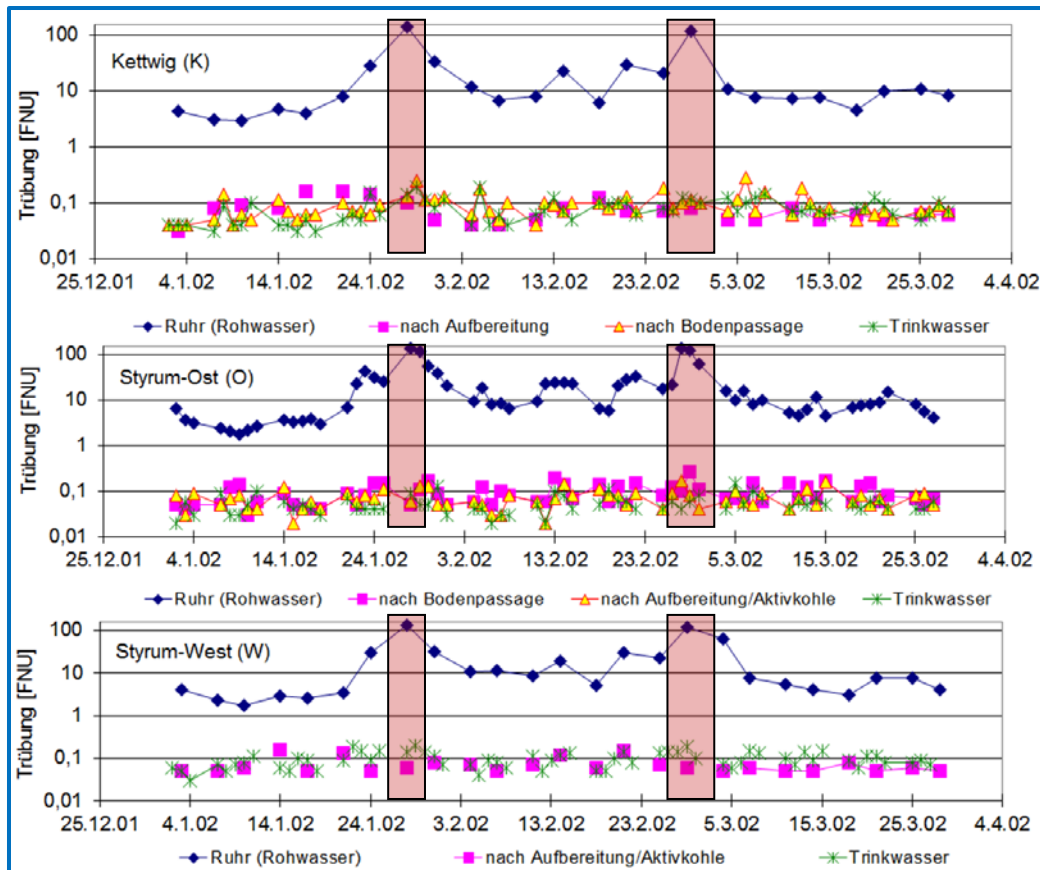 Kettwig (K)
Trübung [FNU]
100
10
1
0,1
0,01
25.12.01 4.1.02 14.1.02 24.1.02 3.2.02 13.2.02 23.2.02 5.3.02 15.3.02 25.3.02 4.4.02
Ruhr (Rohwasser) nach Aufbereitung nach Bodenpassage Trinkwasser
Styrum-Ost (O)
Trübung [FNU]
100
10
1
0,1
0,01
25.12.01 4.1.02 14.1.02 24.1.02 3.2.02 13.2.02 23.2.02 5.3.02 15.3.02 25.3.02 4.4.02
Ruhr (Rohwasser) nach Bodenpassage nach Aufbereitung/Aktivkohle Trinkwasser
Styrum-West (W)
Trübung [FNU]
100
10
1
0,1
0,01
25.12.01 4.1.02 14.1.02 24.1.02 3.2.02 13.2.02 23.2.02 5.3.02 15.3.02 25.3.02 4.4.02
Ruhr (Rohwasser) nach Aufbereitung/Aktivkohle Trinkwasser